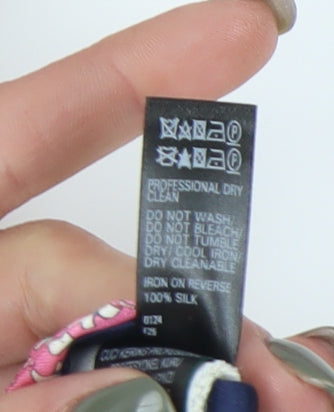 P
P
PROFESSIONAL DRY
CLEAN
DO NOT WASH/
DO NOT BLEACH/
DO NOT TUMBLE
DRY/ COOL IRON/
DRY CLEANABLE
IRON ON REVERSE
100% SILK
0124